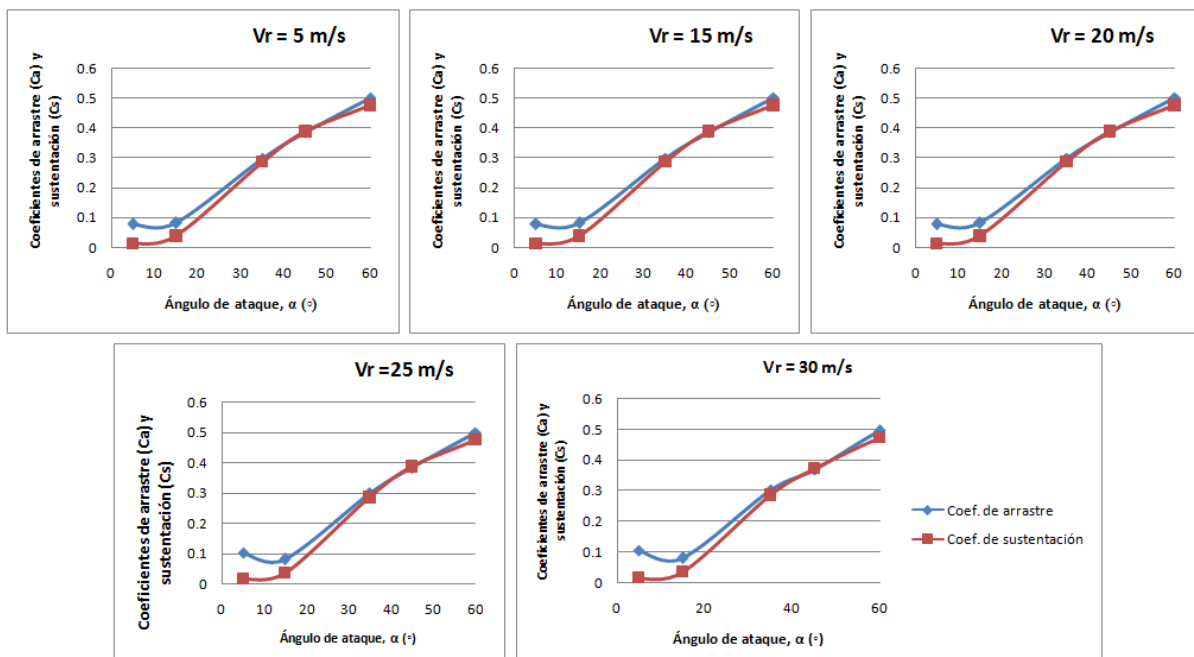 Vr = 5 m/s
Coeficientes de arrastre (Ca) y
sustentación (Cs)
0.6
0.5
0.4
0.3
0.2
0.1
0
0 10 20 30 40 50 60
Ángulo de ataque, α (◦)
Vr = 15 m/s
Coeficientes de arrastre (Ca) y
sustentación (Cs)
0.6
0.5
0.4
0.3
0.2
0.1
0
0 10 20 30 40 50 60
Ángulo de ataque, α (◦)
Vr = 20 m/s
Coeficientes de arrastre (Ca) y
sustentación (Cs)
0.6
0.5
0.4
0.3
0.2
0.1
0
0 10 20 30 40 50 60
Ángulo de ataque, α (◦)
Vr =25 m/s
Coeficientes de arrastre (Ca) y
sustentación (Cs)
0.6
0.5
0.4
0.3
0.2
0.1
0
0 10 20 30 40 50 60
Ángulo de ataque, α (◦)
Vr = 30 m/s
Coeficientes de arrastre (Ca) y
sustentación (Cs)
0.6
0.5
0.4
0.3
0.2
0.1
0
0 20 40 60
Ángulo de ataque, α (◦)
Coef. de arrastre
Coef. de sustentación